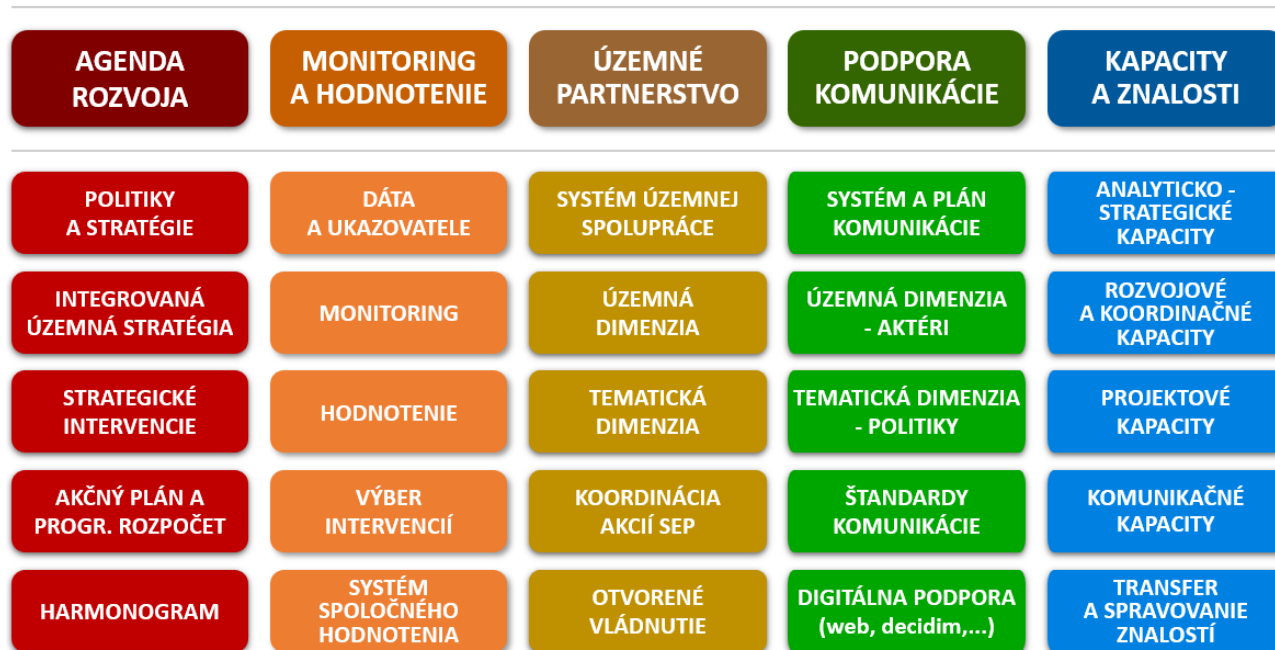 AGENDA
ROZVOJA
MONITORING
A HODNOTENIE
ÚZEMNÉ
PARTNERSTVO
PODPORA
KOMUNIKÁCIE
KAPACITY
A ZNALOSTI
POLITIKY
A STRATÉGIE
DÁTA
A UKAZOVATELE
SYSTÉM ÚZEMNEJ
SPOLUPRÁCE
SYSTÉM A PLÁN
KOMUNIKÁCIE
ANALYTICKO -
STRATEGICKÉ
KAPACITY
INTEGROVANÁ
ÚZEMNÁ STRATÉGIA
MONITORING
ÚZEMNÁ
DIMENZIA
ÚZEMNÁ DIMENZIA
- AKTÉRI
ROZVOJOVÉ
A KOORDINAČNÉ
KAPACITY
STRATEGICKÉ
INTERVENCIE
HODNOTENIE
TEMATICKÁ
DIMENZIA
TEMATICKÁ DIMENZIA
- POLITIKY
PROJEKTOVÉ
KAPACITY
AKČNÝ PLÁN A
PROGR. ROZPOČET
VÝBER
INTERVENCIÍ
KOORDINÁCIA
AKCIÍ SEP
ŠTANDARDY
KOMUNIKÁCIE
KOMUNIKAČNÉ
KAPACITY
HARMONOGRAM
SYSTÉM
SPOLOČNÉHO
HODNOTENIA
OTVORENÉ
VLÁDNUTIE
DIGITÁLNA PODPORA
(web, decidim,...)
TRANSFER
A SPRAVOVANIE
ZNALOSTÍ